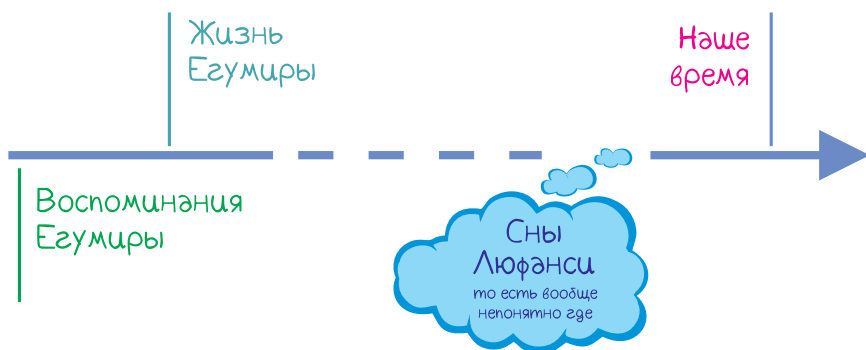 Жизнь
Егумиры
Наше
время
Воспоминания
Егумиры
Сны
Люфанси
то есть вообще
непонятно где